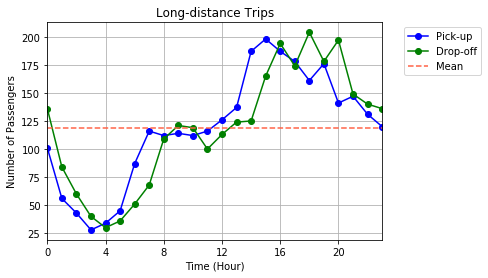 Long-distance Trips
Number of Passengers
200
175
150
125
100
75
50
25
0
4
8
12
16
20
Time (Hour)
Pick-up
Drop-off
Mean